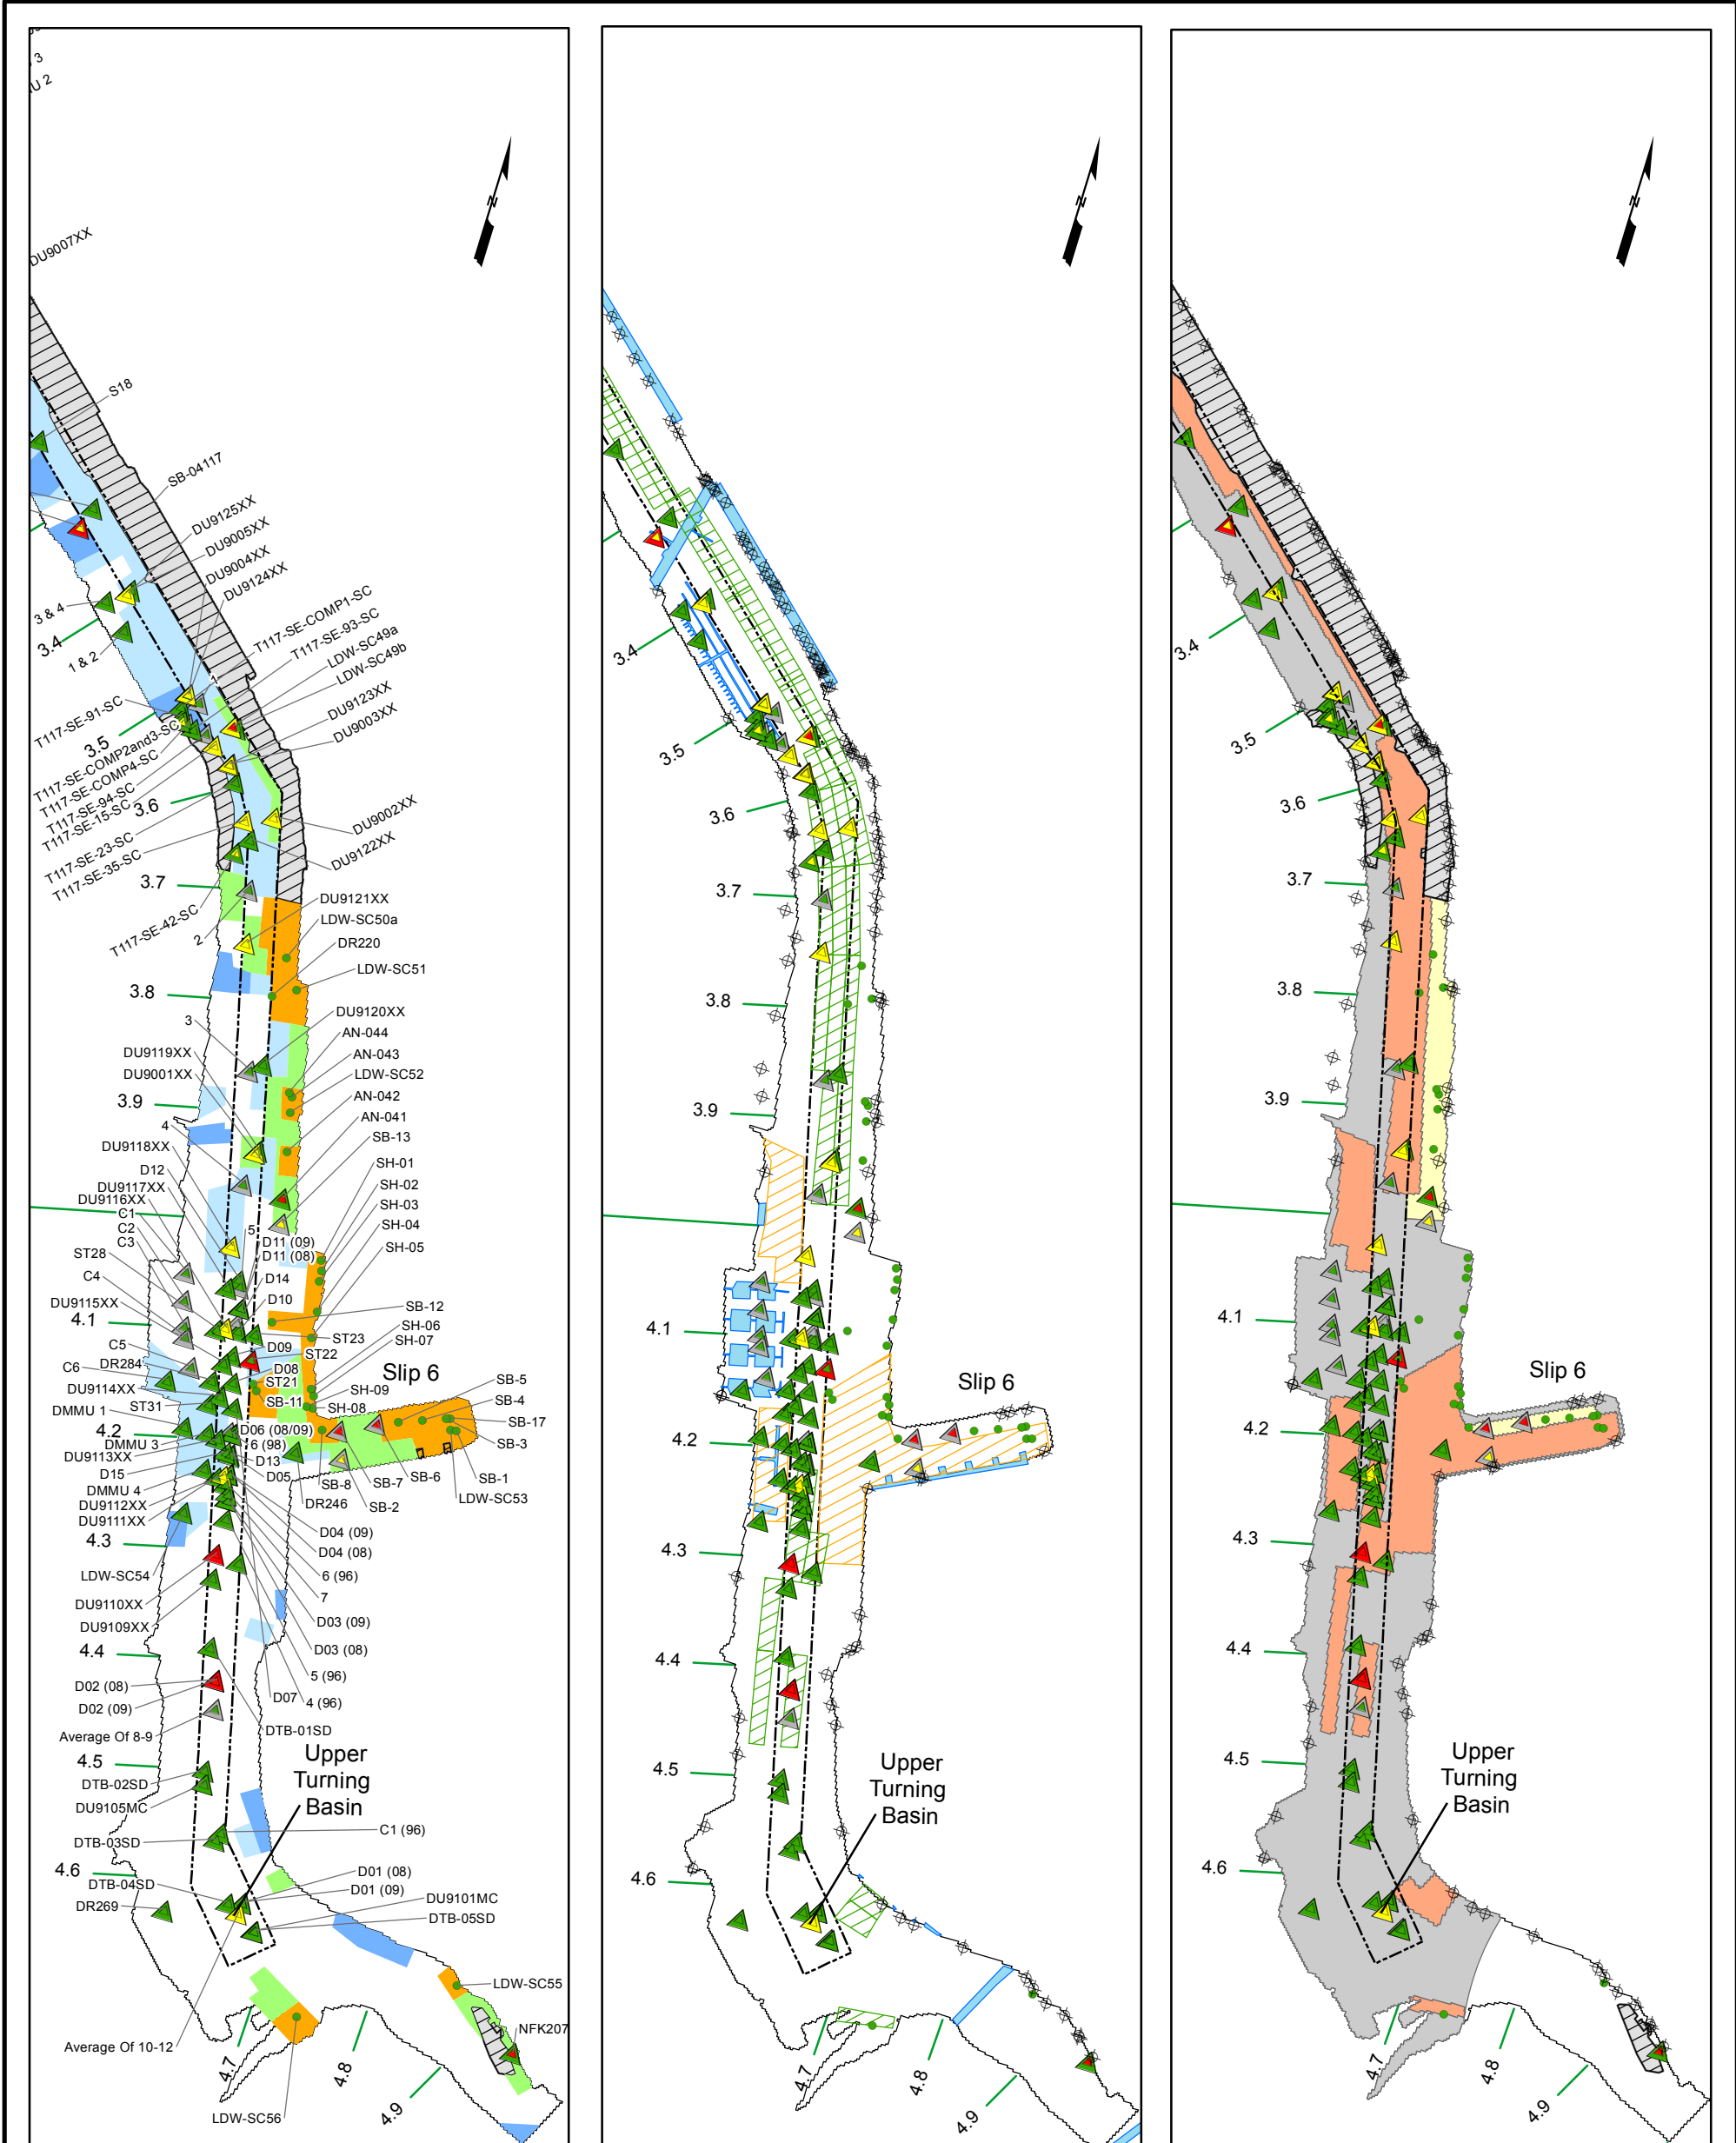 3
IU 2
N
DU9007XX
S18
SB-04117
DU9125XX
DU9005XX
DU9004XX
DU9124XX
3 & 4
3.4
1 & 2
T117-SE-COMP1-SC
T117-SE-93-SC
LDW-SC49a
LDW-SC49b
DU9123XX
DU9003XX
T117-SE-91-SC
3.5
T117-SE-COMP2and3-SC
T117-SE-COMP4-SC
T117-SE-94-SC
T117-SE-15-SC
3.6
T117-SE-23-SC
T117-SE-35-SC
DU9002XX
DU9122XX
3.7
T117-SE-42-SC
2
DU9121XX
LDW-SC50a
DR220
LDW-SC51
3.8
3
DU9120XX
AN-044
DU9119XX
AN-043
DU9001XX
LDW-SC52
3.9
AN-042
4
AN-041
DU9118XX
SB-13
D12
SH-01
DU9117XX
SH-02
DU9116XX
SH-03
C1
C2
SH-04
C3
5
D11 (09)
SH-05
ST28
D11 (08)
C4
D14
DU9115XX
D10
SB-12
4.1
SH-06
ST23
SH-07
C5
D09
ST22
DR284
C6
D08
Slip 6
DU9114XX
ST21
SH-09
SB-5
ST31
SB-11
SH-08
SB-4
DMMU 1
SB-17
4.2
D06 (08/09)
DMMU 3
6 (98)
SB-3
DU9113XX
D13
D15
D05
SB-6
SB-1
DMMU 4
SB-8
SB-7
LDW-SC53
DU9112XX
DR246
SB-2
DU9111XX
D04 (09)
4.3
D04 (08)
LDW-SC54
6 (96)
7
DU9110XX
D03 (09)
DU9109XX
D03 (08)
4.4
5 (96)
D02 (08)
D07
4 (96)
D02 (09)
DTB-01SD
Average Of 8-9
4.5
Upper
Turning
Basin
DTB-02SD
DU9105MC
C1 (96)
DTB-03SD
4.6
D01 (08)
DTB-04SD
D01 (09)
DU9101MC
DR269
DTB-05SD
LDW-SC55
NFK207
Average Of 10-12
4.7
4.8
4.9
LDW-SC56
N
3.4
3.5
3.6
3.7
3.8
3.9
4.1
Slip 6
4.2
4.3
4.4
4.5
Upper
Turning
Basin
4.6
4.7
4.8
4.9
N
3.4
3.5
3.6
3.7
3.8
3.9
4.1
Slip 6
4.2
4.3
4.4
4.5
Upper
Turning
Basin
4.6
4.7
4.8
4.9